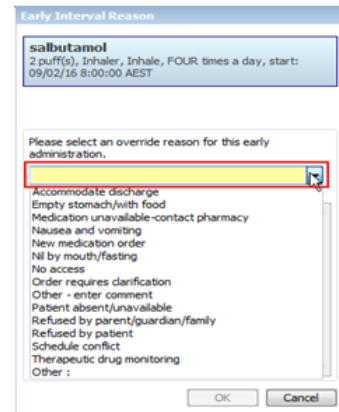 Early Interval Reason
salbutamol
2 puff(s), Inhaler, Inhale, FOUR times a day, start:
09/02/16 8:00:00 AEST
Please select an override reason for this early
administration.
Accommodate discharge
Empty stomach/with food
Medication unavailable-contact pharmacy
Nausea and vomiting
New medication order
Nil by mouth/fasting
No access
Order requires clarification
Other - enter comment
Patient absent/unavailable
Refused by parent/guardian/family
Refused by patient
Schedule conflict
Therapeutic drug monitoring
Other :
OK Cancel